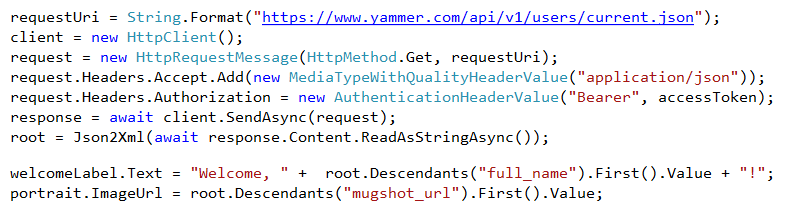 requestUri = String.Format("https://www.yammer.com/api/v1/users/current.json");
client = new HttpClient();
request = new HttpRequestMessage(HttpMethod.Get, requestUri);
request.Headers.Accept.Add(new MediaTypeWithQualityHeaderValue("application/json"));
request.Headers.Authorization = new AuthenticationHeaderValue("Bearer", accessToken);
response = await client.SendAsync(request);
root = Json2Xml(await response.Content.ReadAsStringAsync());
welcomeLabel.Text = "Welcome, " +  root.Descendants("full_name").First().Value + "!";
portrait.ImageUrl = root.Descendants("mugshot_url").First().Value;